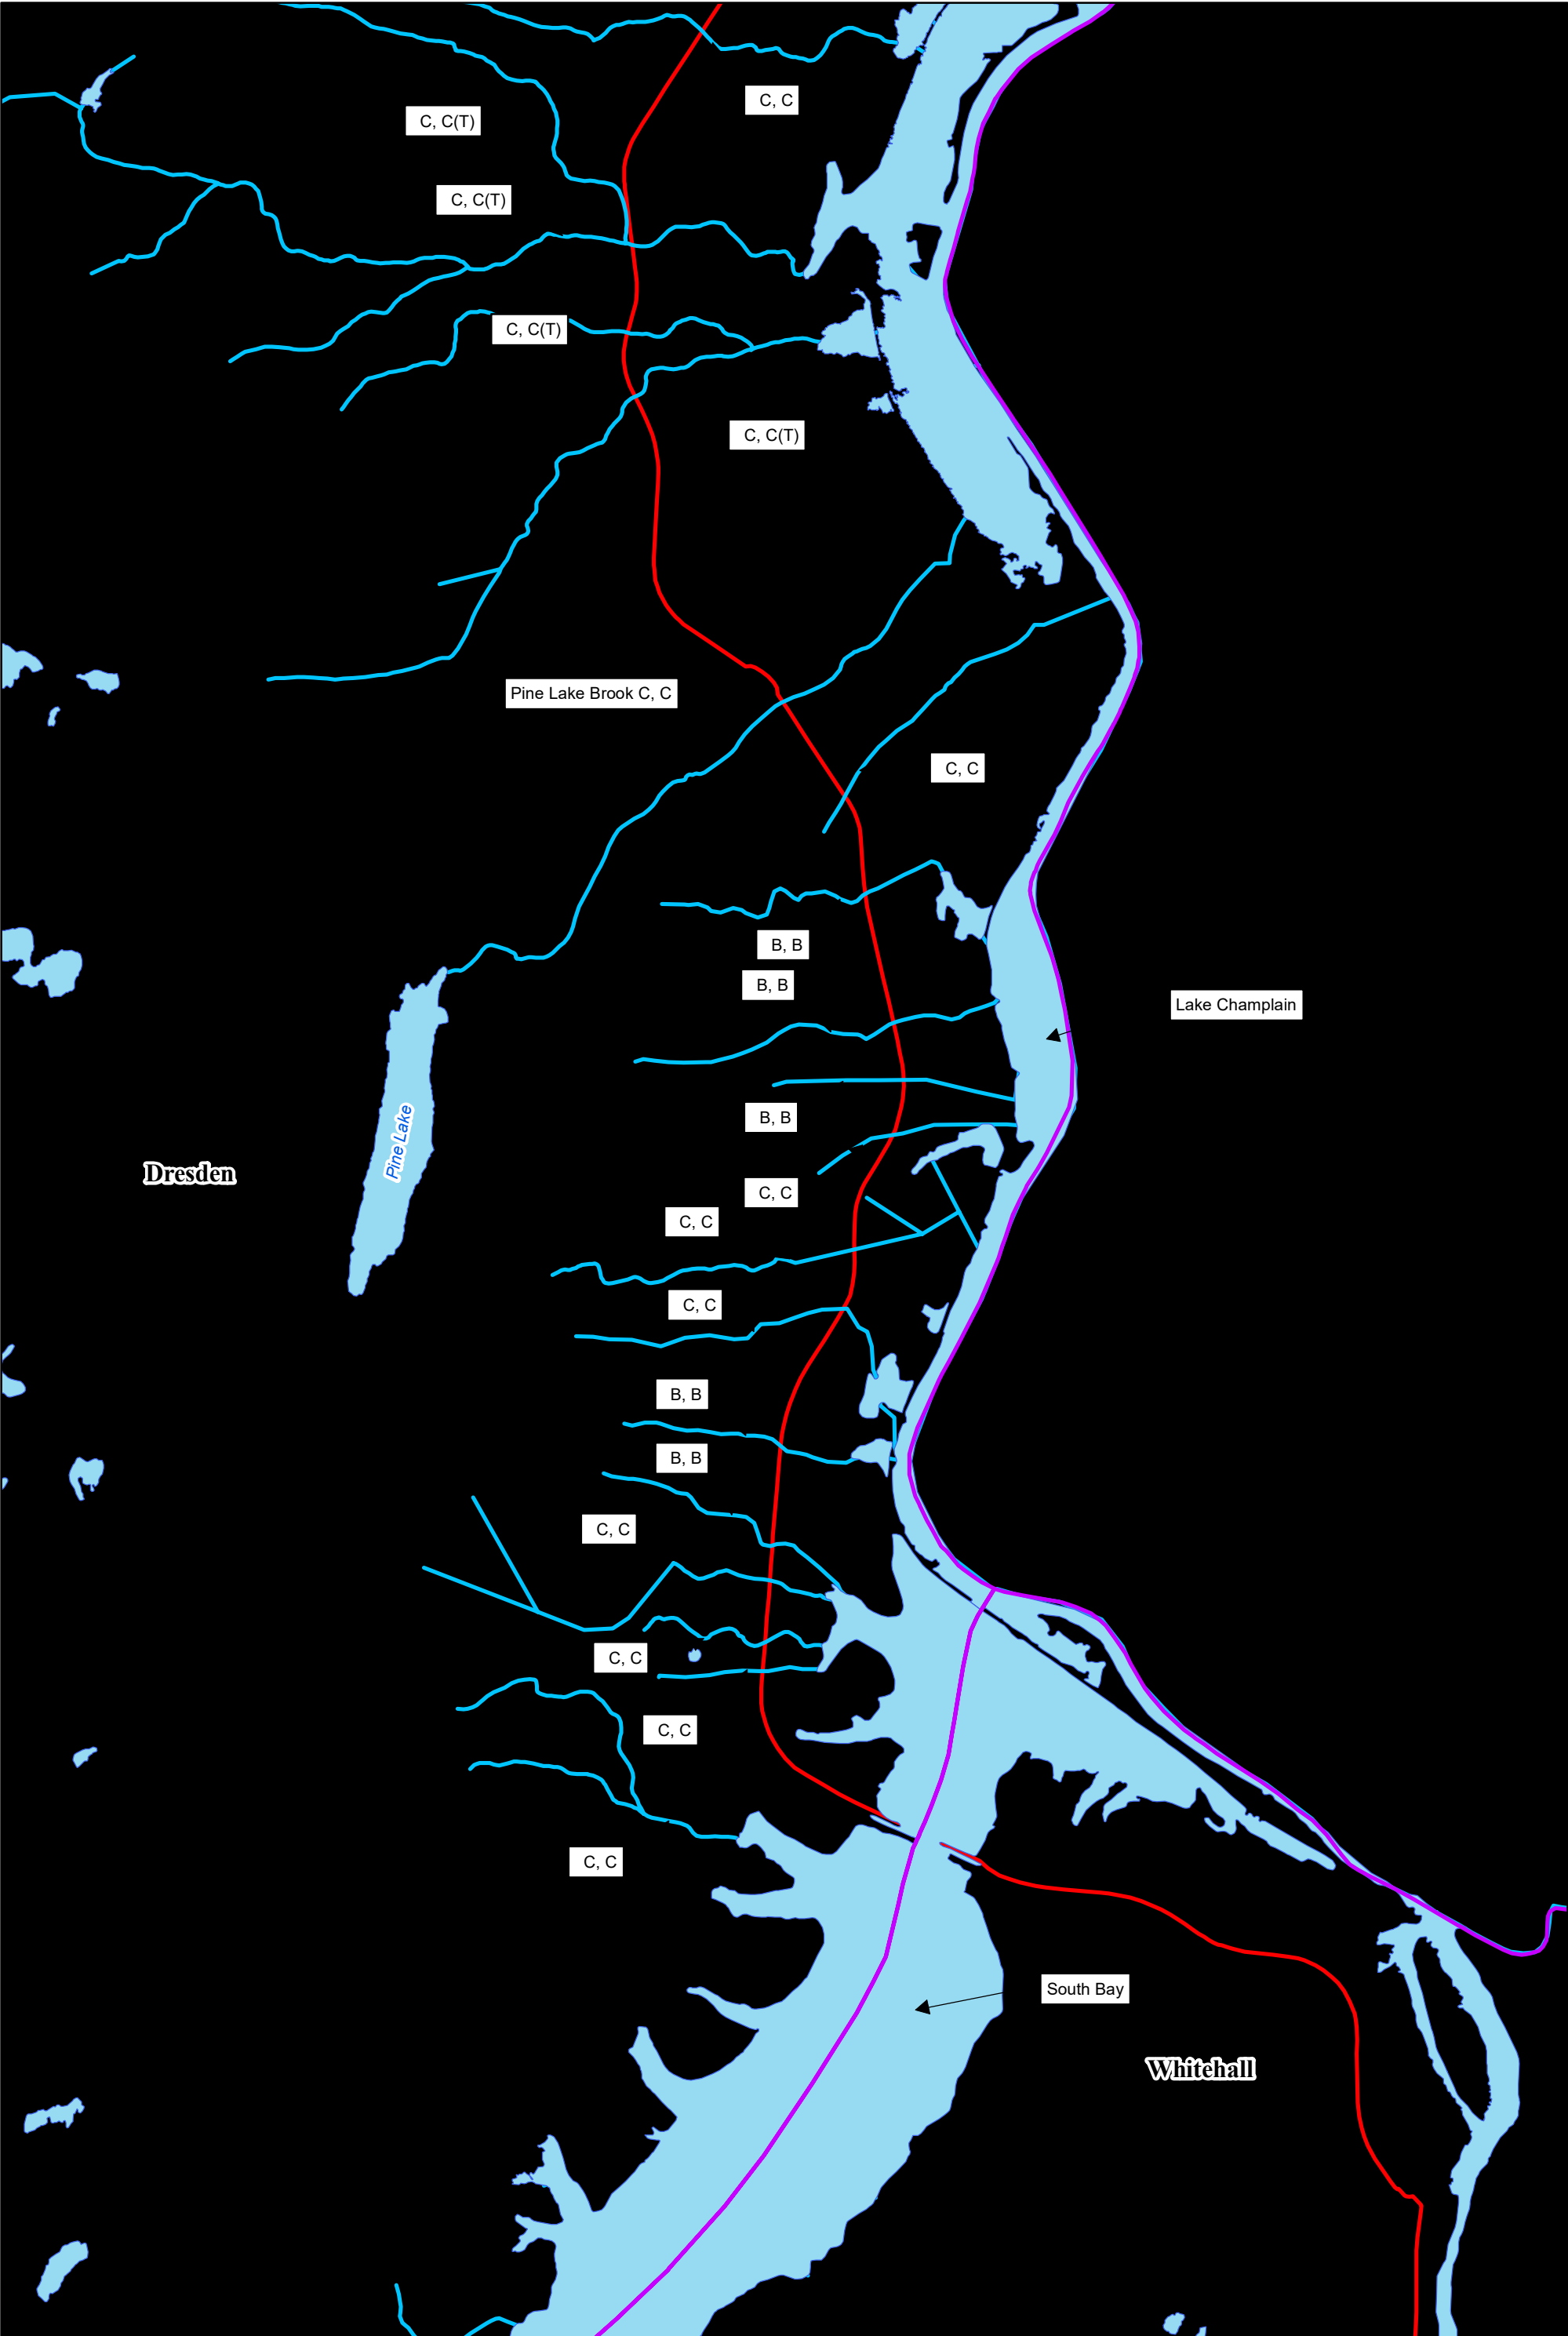 C, C
C, C(T)
C, C(T)
C, C(T)
C, C(T)
Pine Lake Brook C, C
C, C
B, B
B, B
Lake Champlain
B, B
Pine Lake
Dresden
C, C
C, C
C, C
B, B
B, B
C, C
C, C
C, C
C, C
South Bay
Whitehall